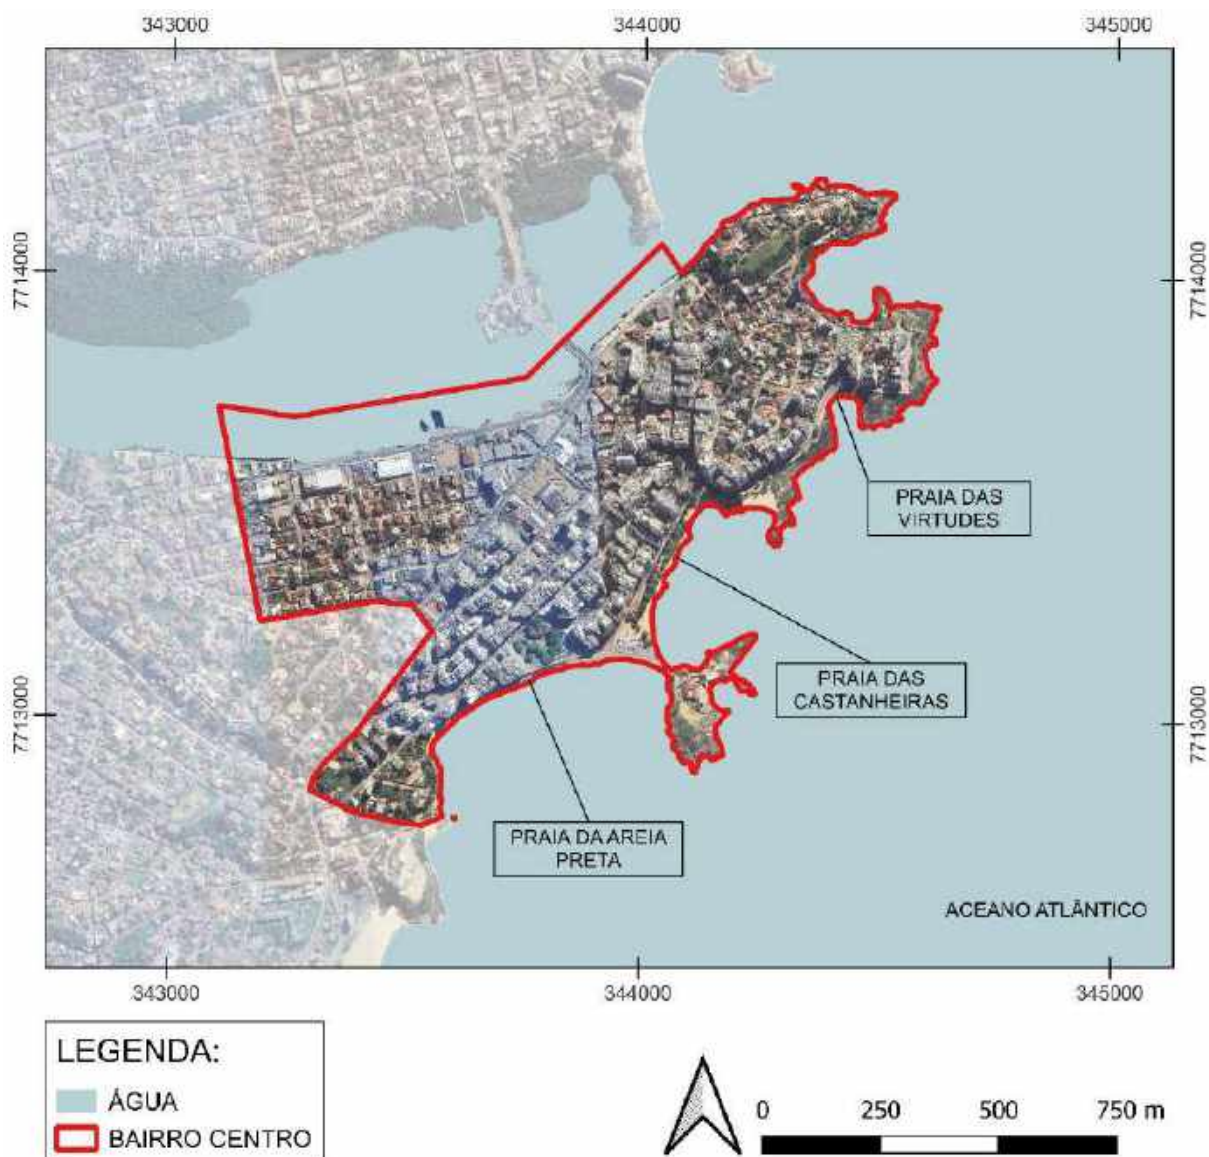 343000
344000
345000
7714000
7714000
PRAIA DAS
VIRTUDES
PRAIA DAS
CASTANHEIRAS
7713000
7713000
PRAIA DA AREIA
PRETA
ACEANO ATLÂNTICO
343000
344000
345000
LEGENDA:
ÁGUA
BAIRRO CENTRO
0 250 500 750 m